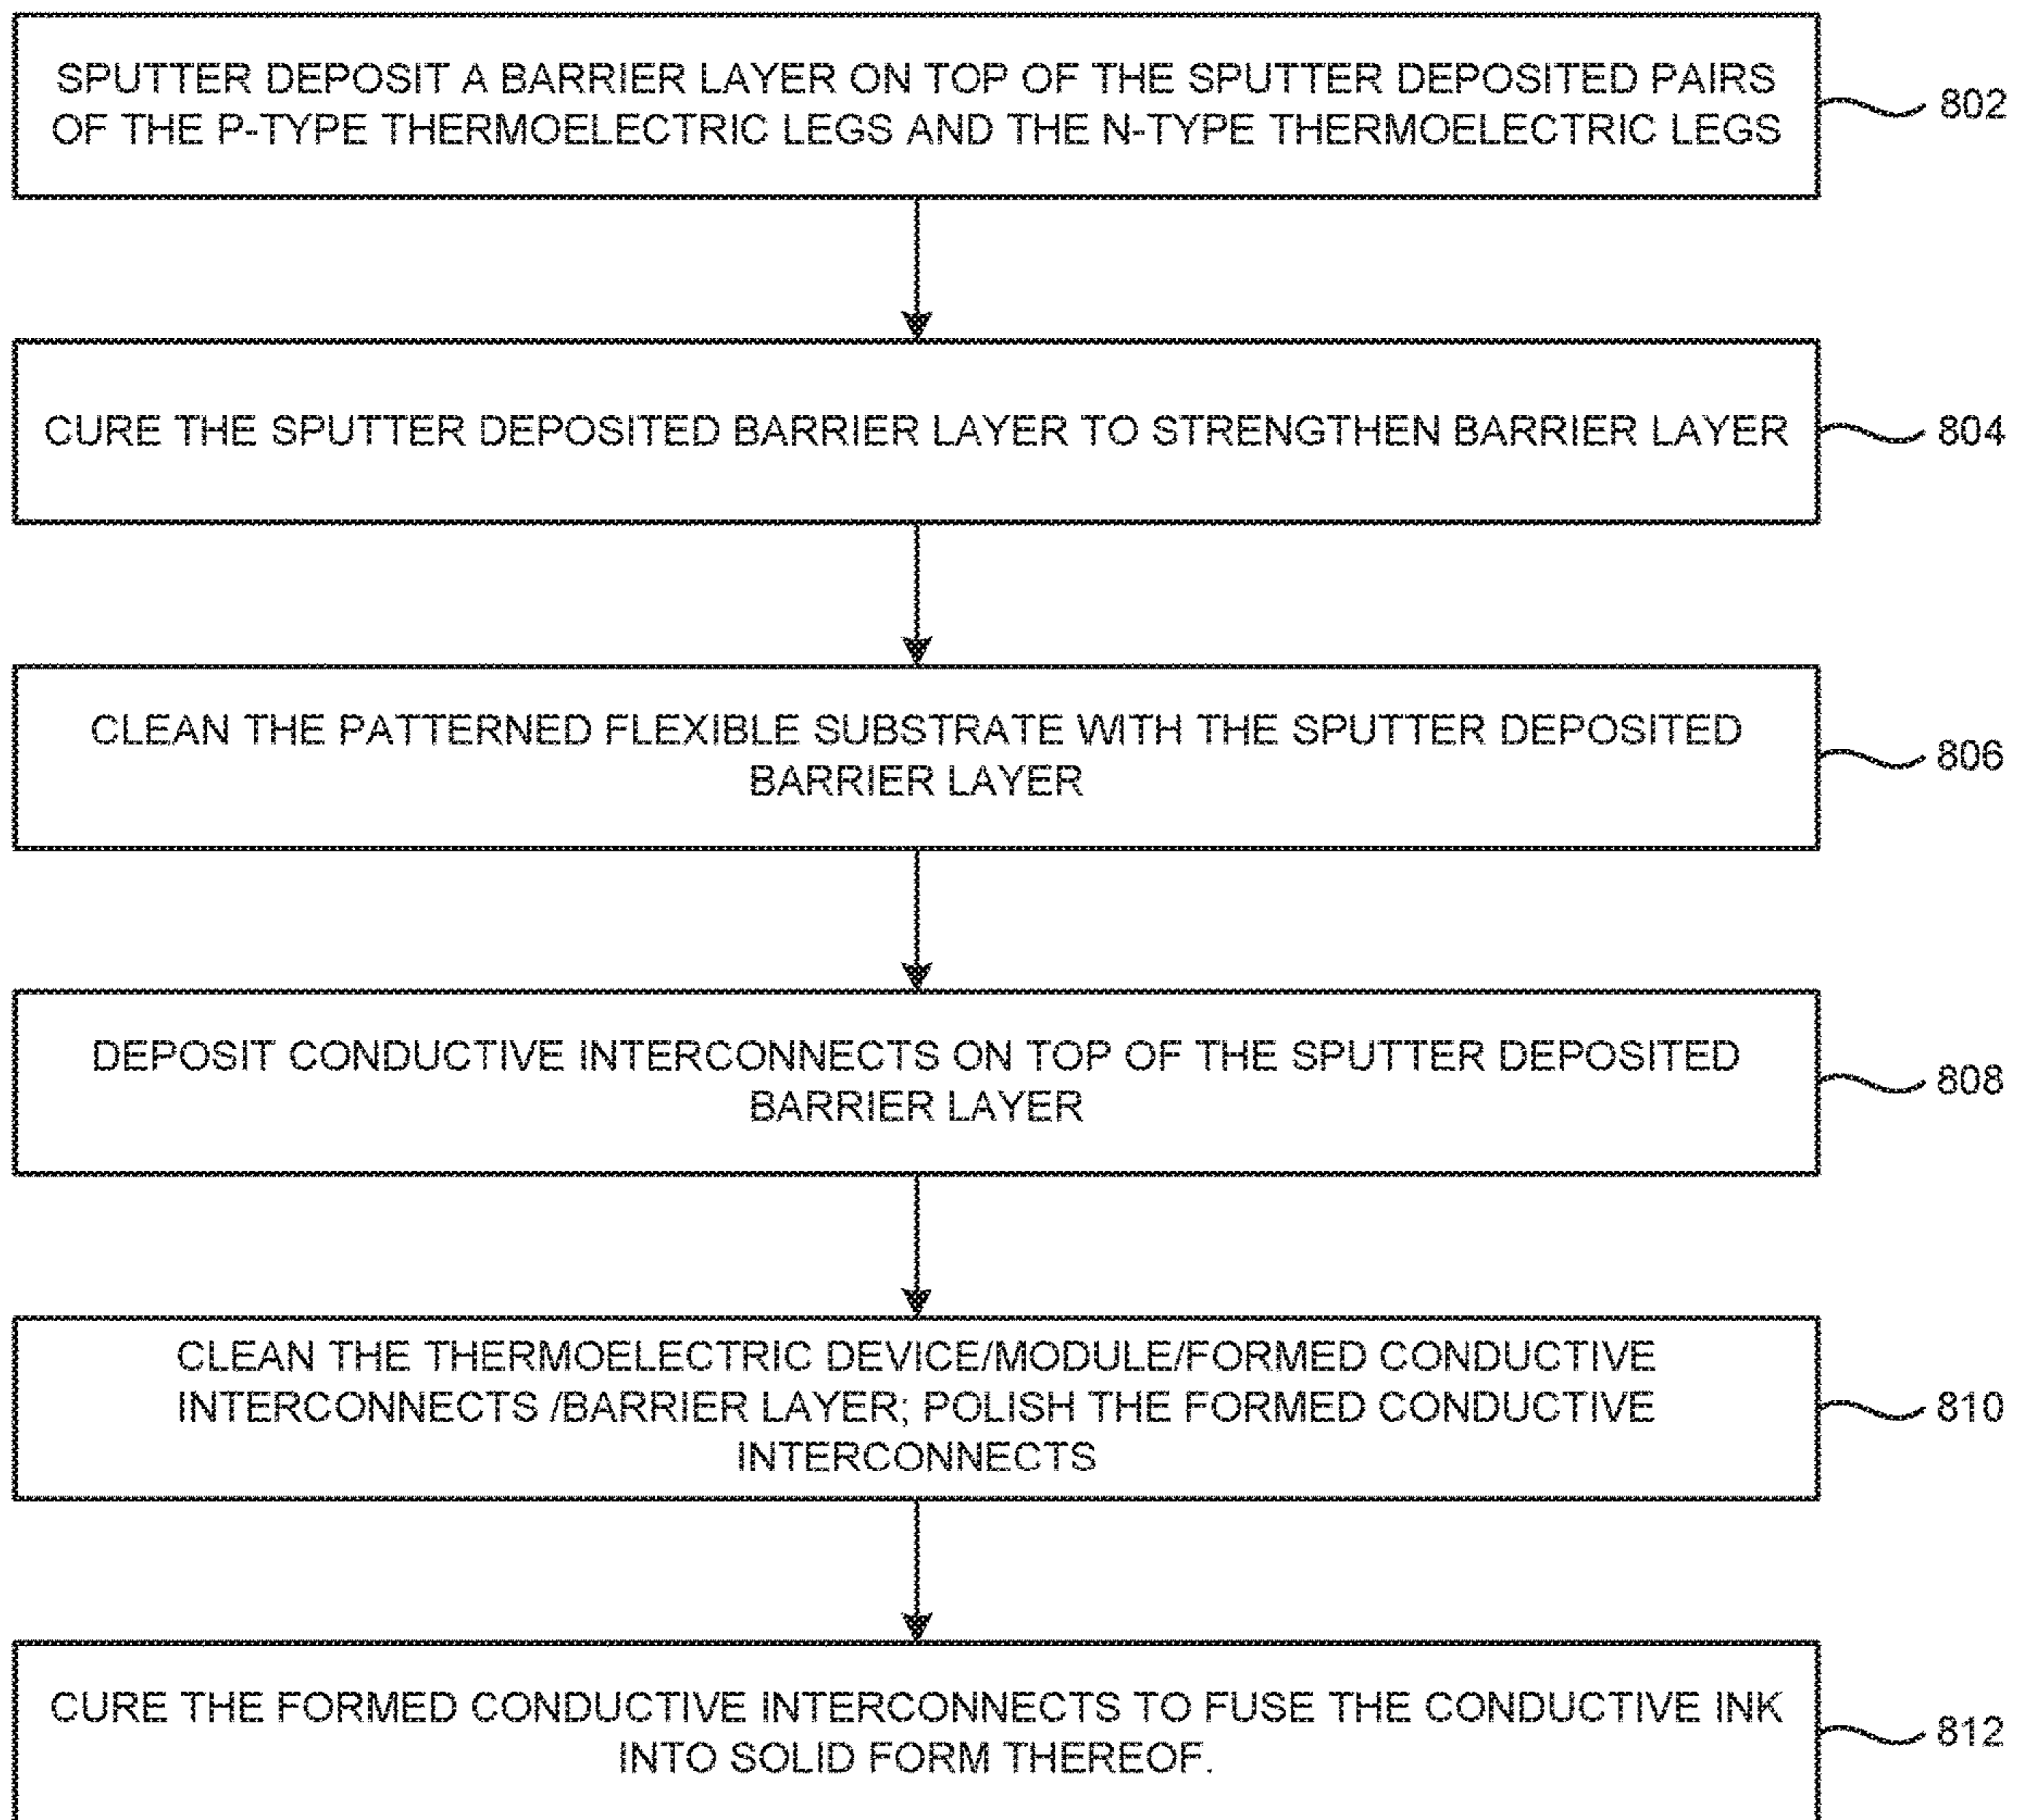 SPUTTER DEPOSIT A BARRIER LAYER ON TOP OF THE SPUTTER DEPOSITED PAIRS
OF THE P-TYPE THERMOELECTRIC LEGS AND THE N-TYPE THERMOELECTRIC LEGS
802
CURE THE SPUTTER DEPOSITED BARRIER LAYER TO STRENGTHEN BARRIER LAYER
804
CLEAN THE PATTERNED FLEXIBLE SUBSTRATE WITH THE SPUTTER DEPOSITED
BARRIER LAYER
806
DEPOSIT CONDUCTIVE INTERCONNECTS ON TOP OF THE SPUTTER DEPOSITED
BARRIER LAYER
808
CLEAN THE THERMOELECTRIC DEVICE/MODULE/FORMED CONDUCTIVE
INTERCONNECTS /BARRIER LAYER; POLISH THE FORMED CONDUCTIVE
INTERCONNECTS
810
CURE THE FORMED CONDUCTIVE INTERCONNECTS TO FUSE THE CONDUCTIVE INK
INTO SOLID FORM THEREOF.
812